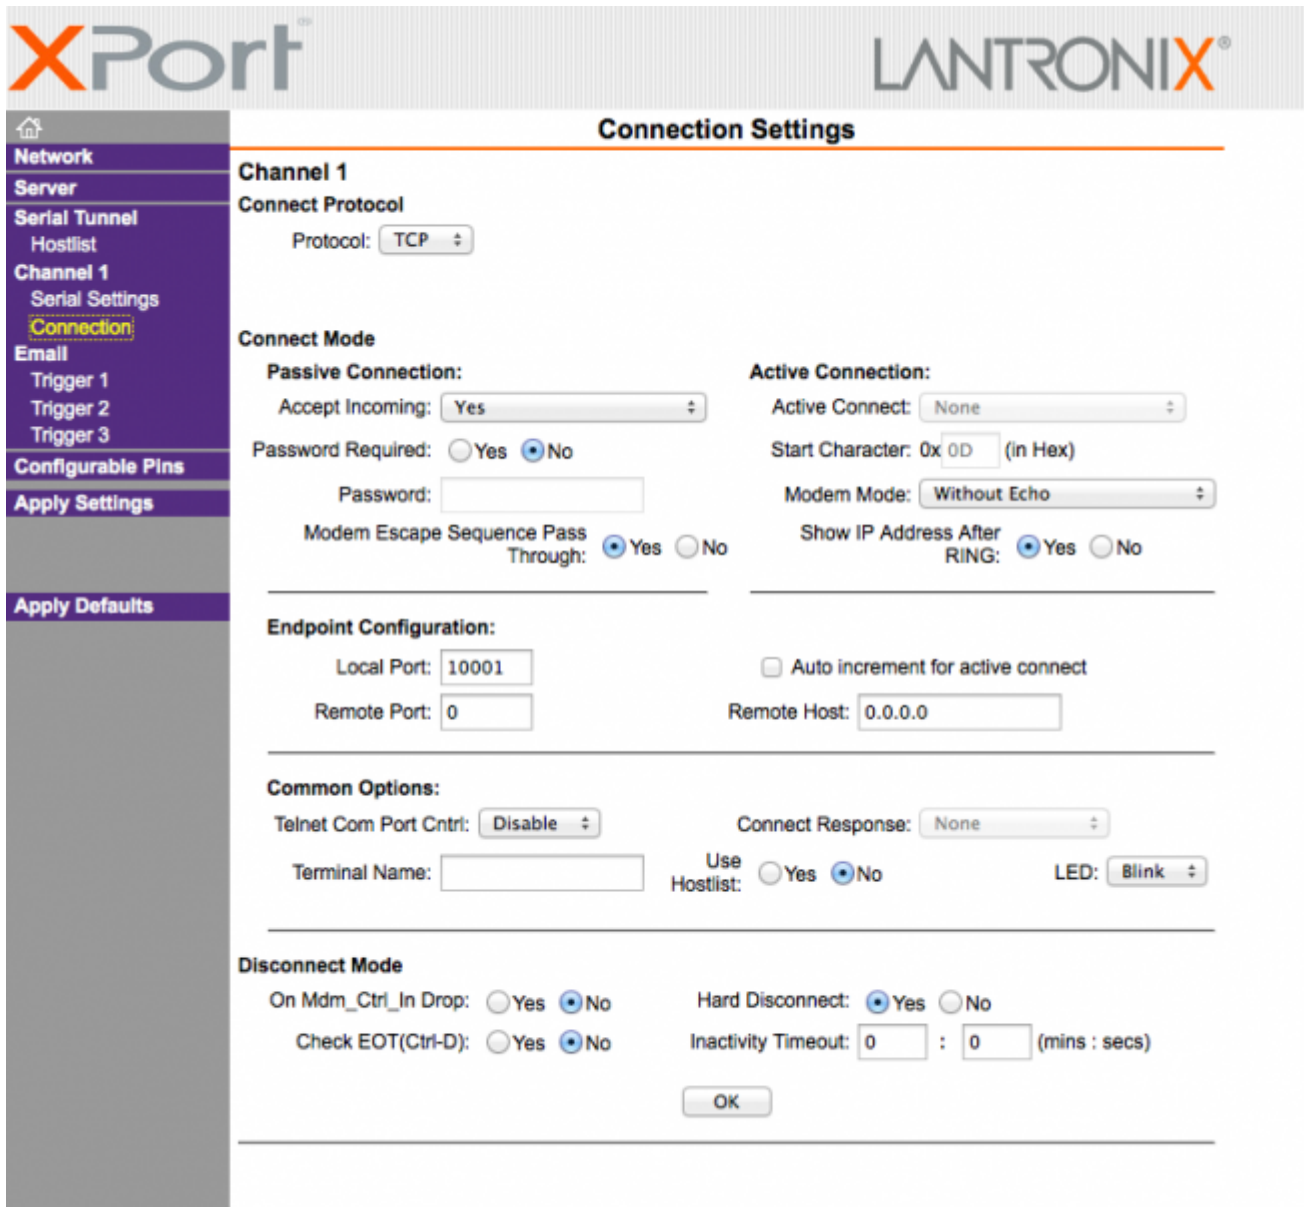 XPort®
LANTRONIX®
Network
Server
Serial Tunnel
Hostlist
Channel 1
Serial Settings
Connection
Email
Trigger 1
Trigger 2
Trigger 3
Configurable Pins
Apply Settings
Apply Defaults
Connection Settings
Channel 1
Connect Protocol
Protocol: TCP
Connect Mode
Passive Connection: Active Connection:
Accept Incoming: Yes Active Connect: None
Password Required: Yes No Start Character: 0x 0D (in Hex)
Password: Modem Mode: Without Echo
Modem Escape Sequence Pass Through: Yes No Show IP Address After RING: Yes No
Endpoint Configuration:
Local Port: 10001 Auto increment for active connect
Remote Port: 0 Remote Host: 0.0.0.0
Common Options:
Telnet Com Port Cntrl: Disable Connect Response: None
Terminal Name: Use Hostlist: Yes No LED: Blink
Disconnect Mode
On Mdm_Ctrl_In Drop: Yes No Hard Disconnect: Yes No
Check EOT(Ctrl-D): Yes No Inactivity Timeout: 0 : 0 (mins : secs)
OK